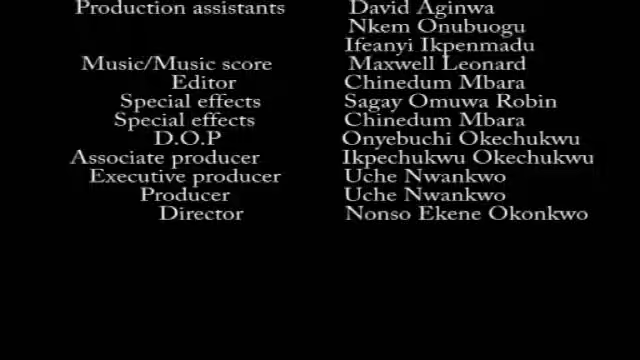 Production assistants David Aginwa
Nkem Onubuogu
Ifeanyi Ikpenmadu
Music/Music score Maxwell Leonard
Editor Chinedum Mbara
Special effects Sagay Omuwa Robin
Special effects Chinedum Mbara
D.O.P Onyebuchi Okechukwu
Associate producer Ikpechukwu Okechukwu
Executive producer Uche Nwankwo
Producer Uche Nwankwo
Director Nonso Ekene Okonkwo